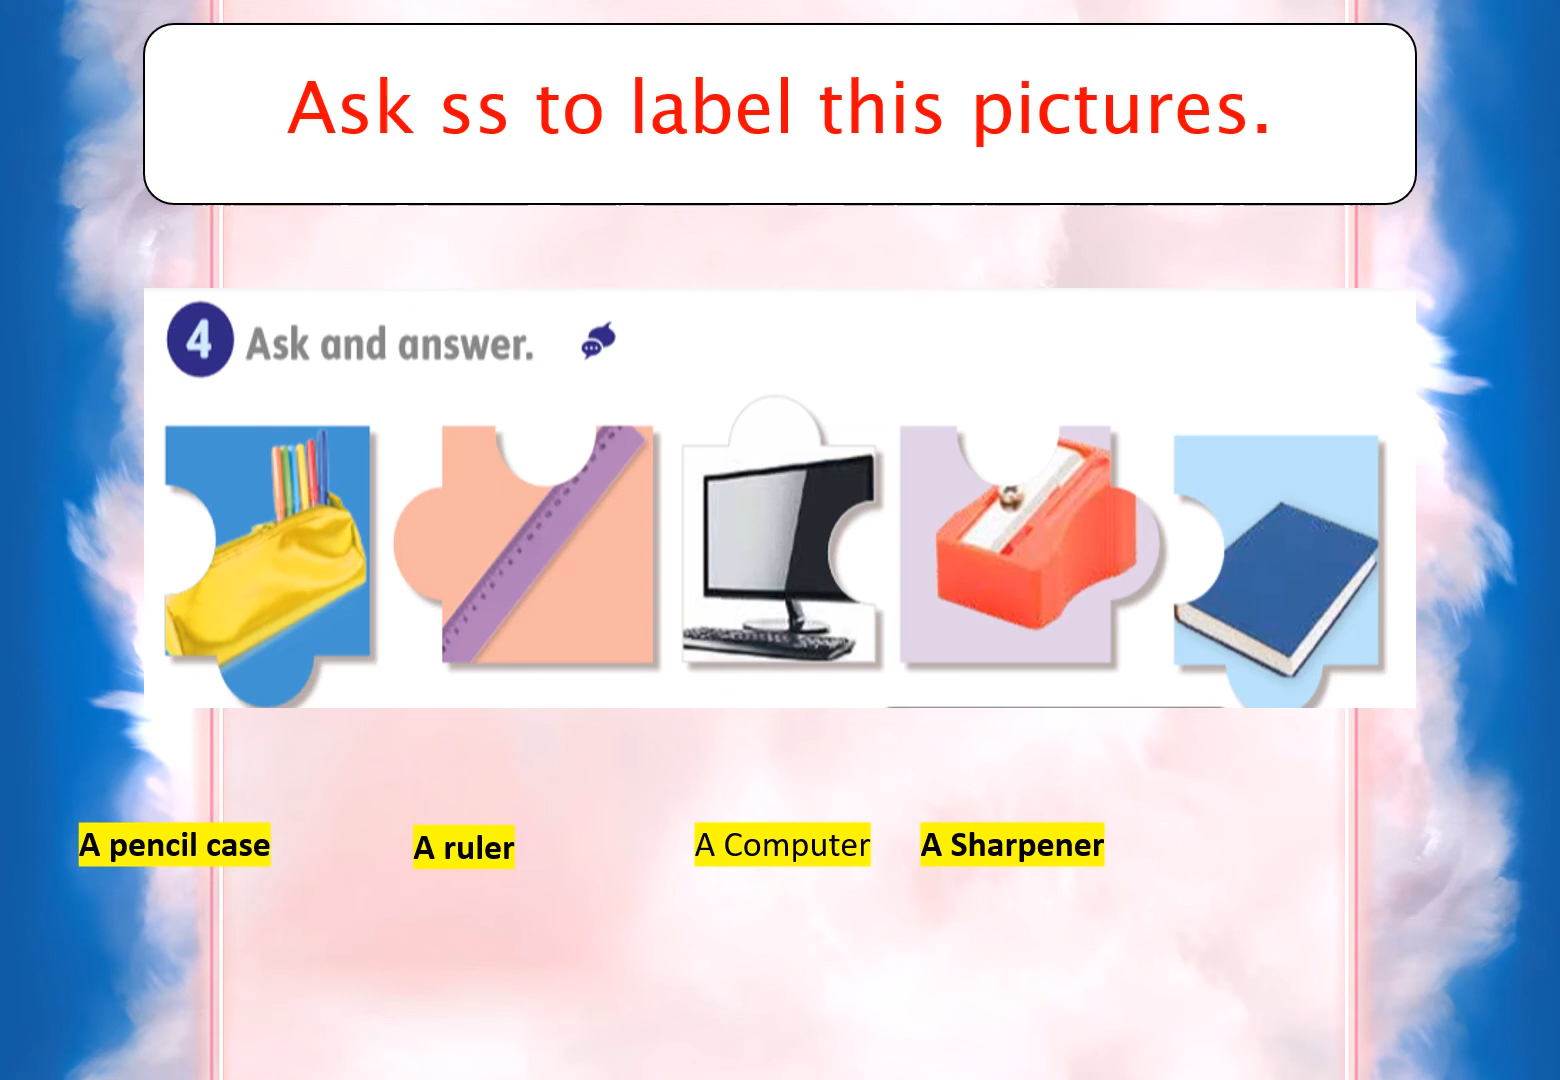 Ask ss to label this pictures.
4 Ask and answer.
A pencil case
A ruler
A Computer
A Sharpener